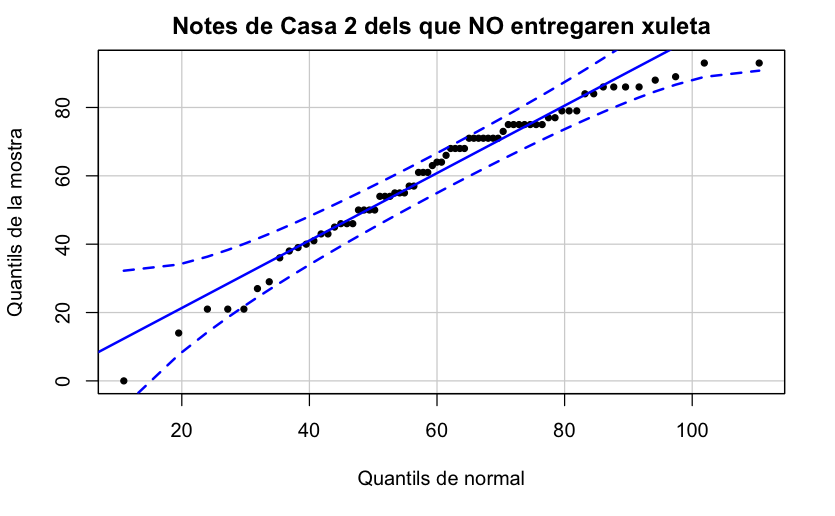 Notes de Casa 2 dels que NO entregaren xuleta
Quantils de la mostra
80
60
40
20
0
20 40 60 80 100
Quantils de normal